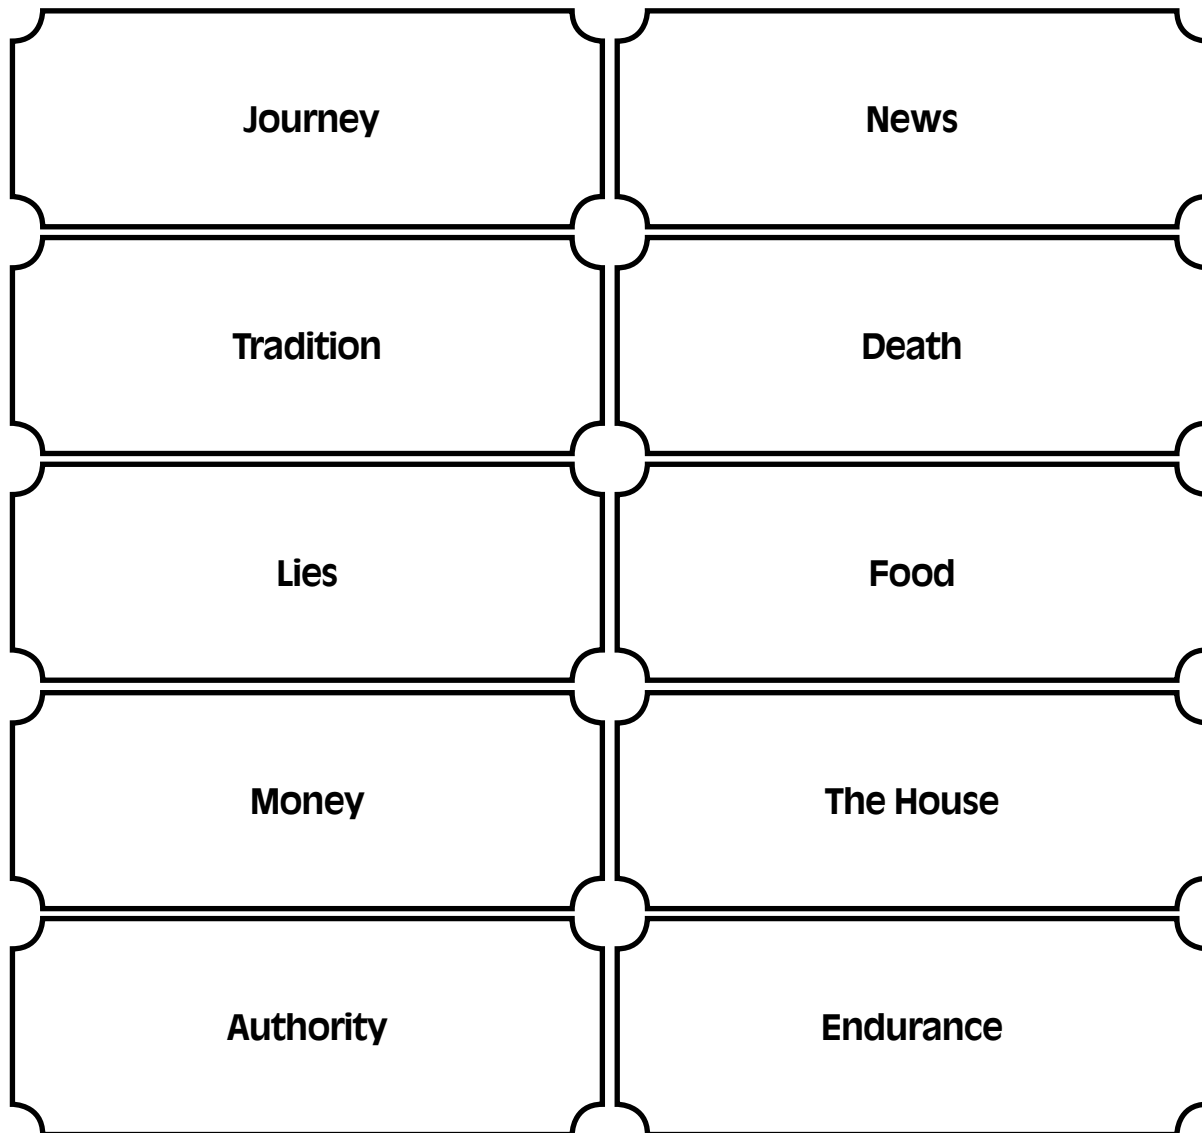 Journey
News
Tradition
Death
Lies
Food
Money
The House
Authority
Endurance